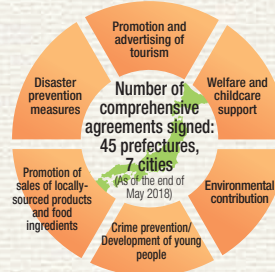 Promotion and
advertising of
tourism
Disaster
prevention
measures
Welfare and
childcare
support
Number of
comprehensive
agreements signed:
45 prefectures,
7 cities
(As of the end of
May 2018)
Promotion of
sales of locally-
sourced products
and food
ingredients
Environmental
contribution
Crime prevention/
Development of young
people